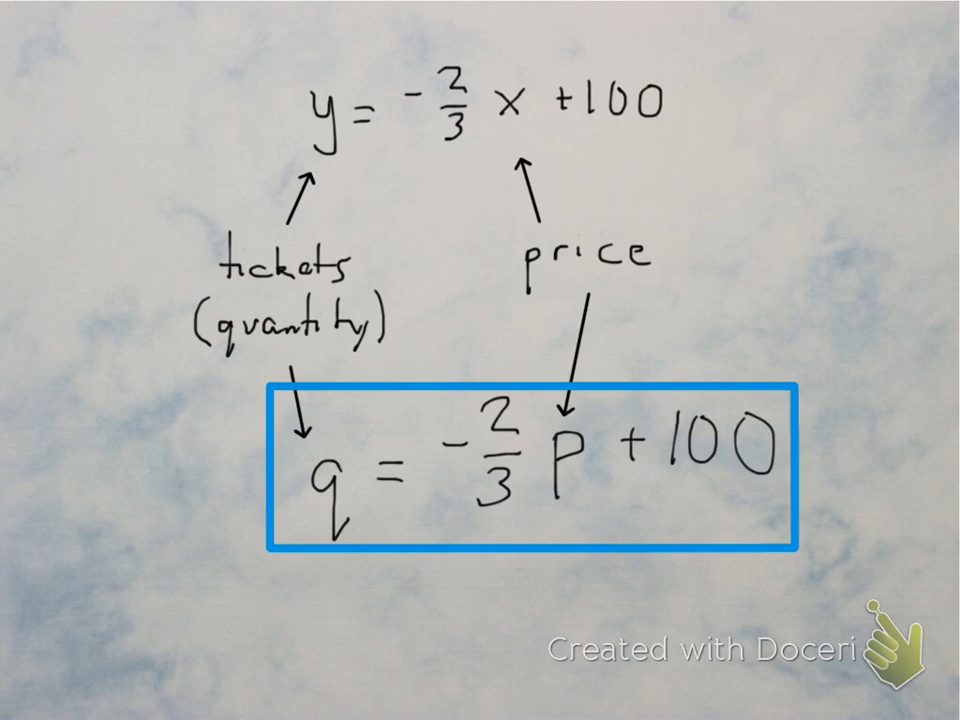 y = - 2/3 x + 100
tickets
(quantity)
price
q = - 2/3 p + 100
Created with Doceri